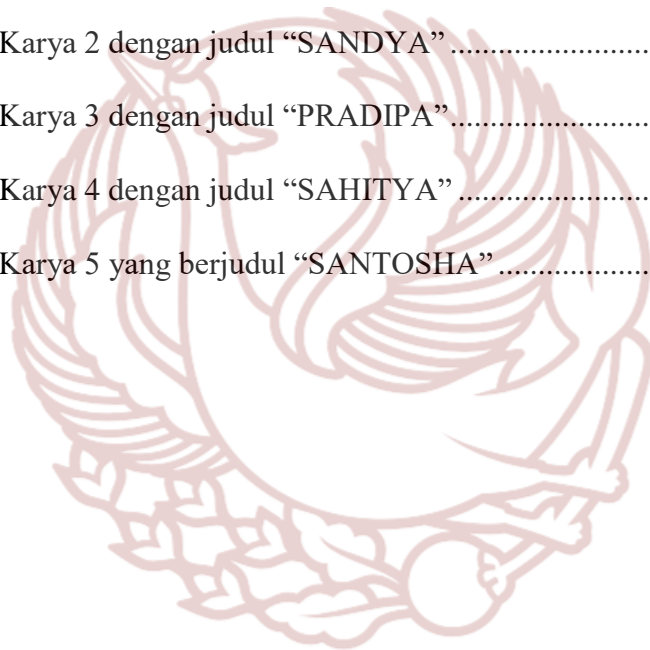 Karya 2 dengan judul “SANDYA” .........................
Karya 3 dengan judul “PRADIPA”.........................
Karya 4 dengan judul “SAHITYA” ........................
Karya 5 yang berjudul “SANTOSHA” ...................